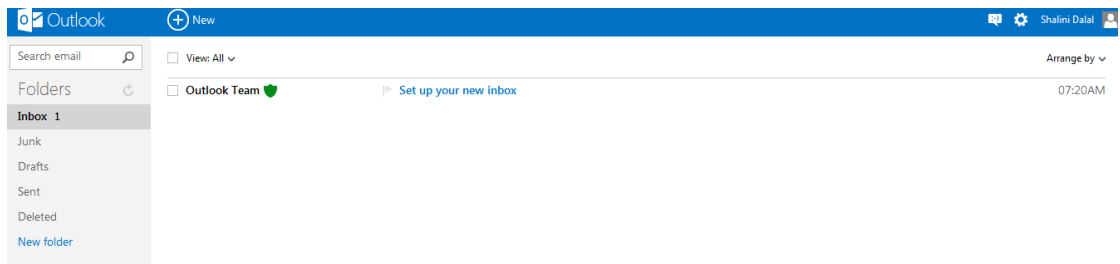 Outlook New Shalini Dalal
Search email
View: All Arrange by
Folders
Outlook Team Set up your new inbox 07:20AM
Inbox 1
Junk
Drafts
Sent
Deleted
New folder